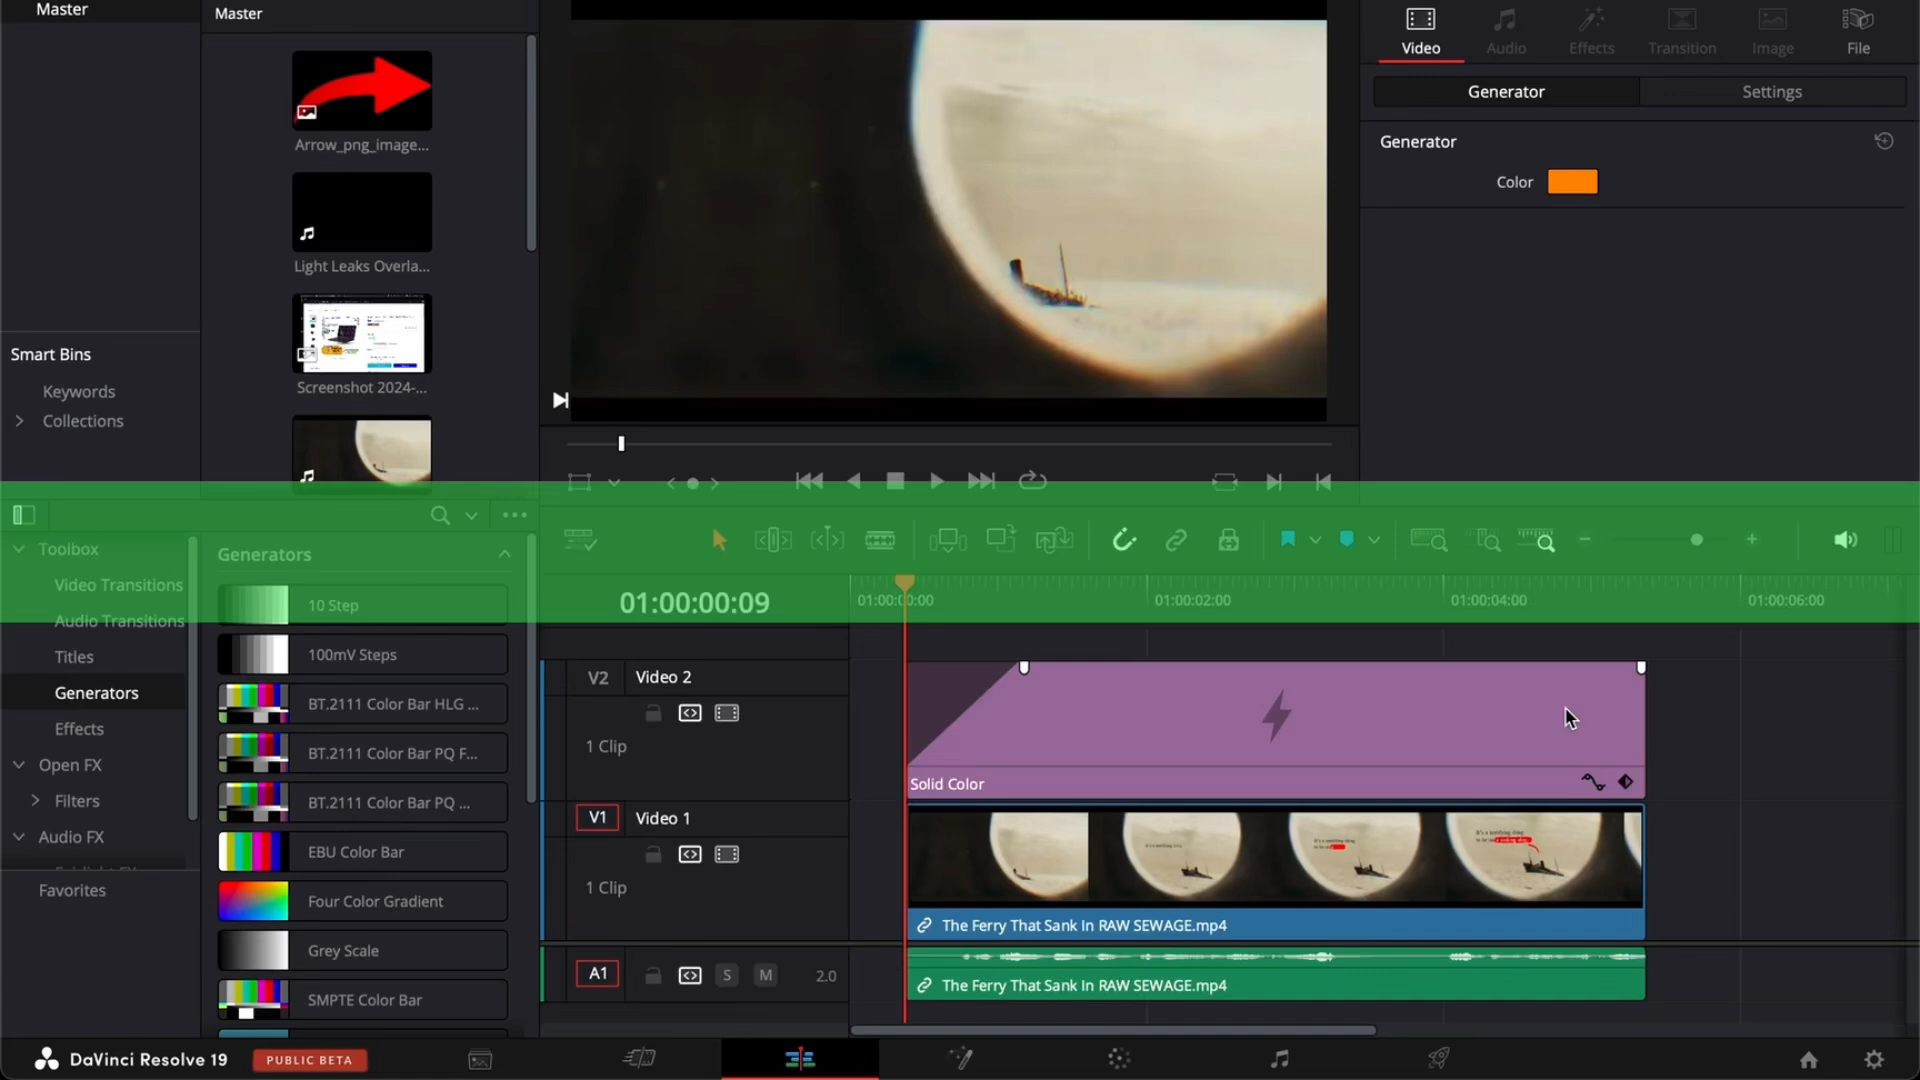 Master
Master
Arrow_png_image...
Light Leaks Overla...
Screenshot 2024-...
Smart Bins
Keywords
Collections
Video
Audio
Effects
Transition
Image
File
Generator
Settings
Generator
Color
Toolbox
Video Transitions
Audio Transitions
Titles
Generators
Effects
Open FX
Filters
Audio FX
Favorites
Generators
10 Step
100mV Steps
BT.2111 Color Bar HLG ...
BT.2111 Color Bar PQ F...
BT.2111 Color Bar PQ ...
EBU Color Bar
Four Color Gradient
Grey Scale
SMPTE Color Bar
01:00:00:09
01:00:00:00
01:00:02:00
01:00:04:00
01:00:06:00
V2
Video 2
1 Clip
Solid Color
V1
Video 1
1 Clip
The Ferry That Sank In RAW SEWAGE.mp4
A1
S
M
2.0
The Ferry That Sank In RAW SEWAGE.mp4
DaVinci Resolve 19
PUBLIC BETA